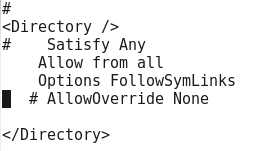 #
<Directory />
#    Satisfy Any
    Allow from all
    Options FollowSymLinks
   # AllowOverride None
</Directory>